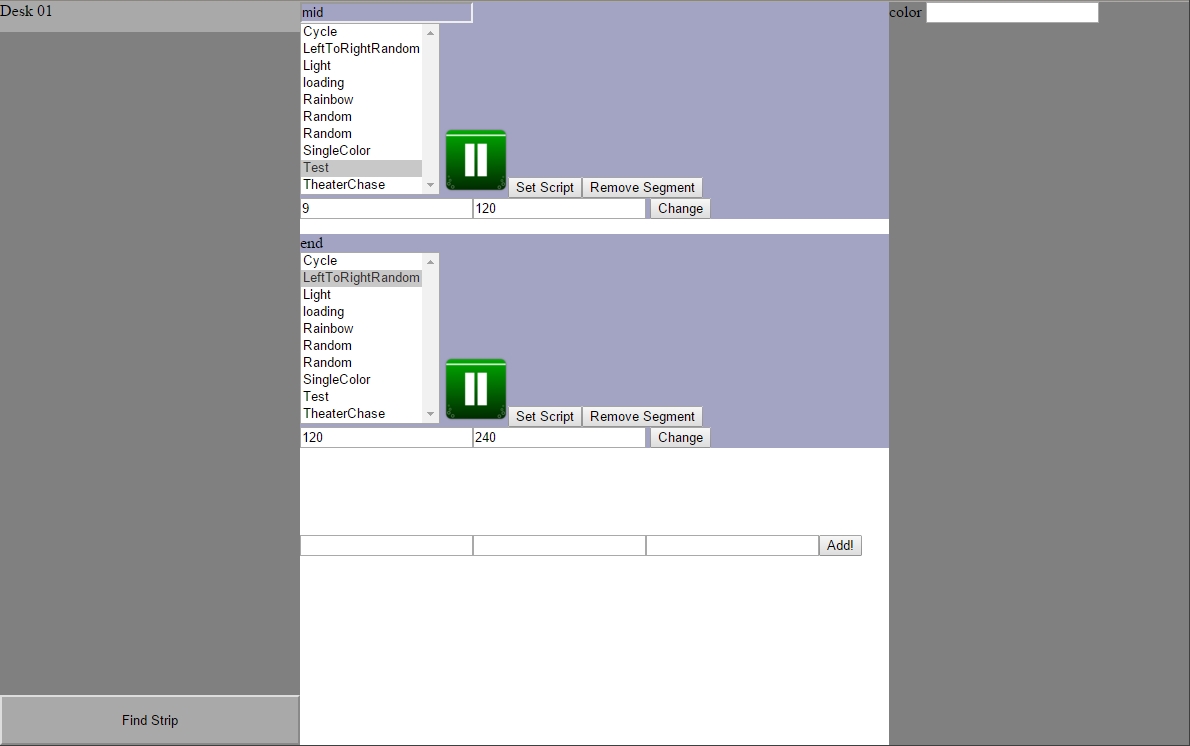 Desk 01
mid
Cycle
LeftToRightRandom
Light
loading
Rainbow
Random
Random
SingleColor
Test
TheaterChase
Set Script Remove Segment
9 120 Change
end
Cycle
LeftToRightRandom
Light
loading
Rainbow
Random
Random
SingleColor
Test
TheaterChase
Set Script Remove Segment
120 240 Change
Add!
color
Find Strip